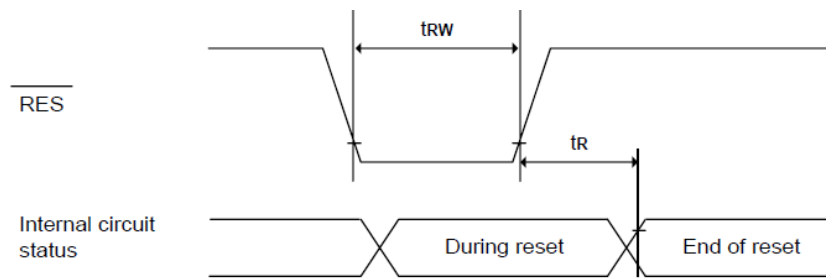 tRW
RES
tR
Internal circuit
status
During reset
End of reset